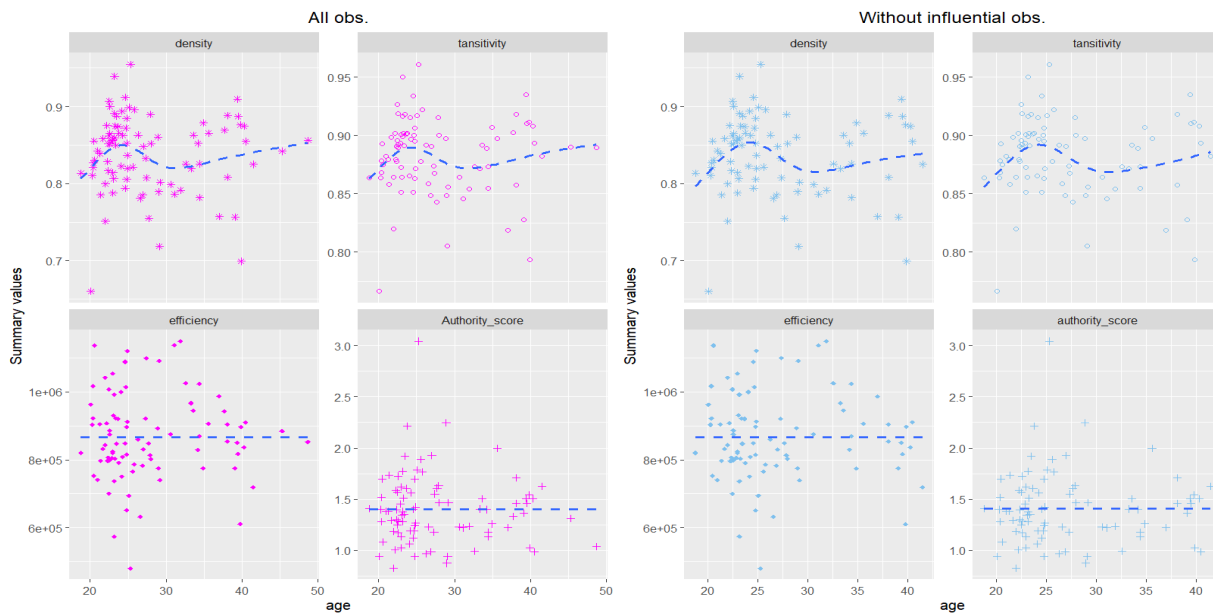 All obs.
Without influential obs.
density
tansitivity
density
tansitivity
0.9
0.8
0.7
0.95
0.90
0.85
0.80
0.9
0.8
0.7
0.95
0.90
0.85
0.80
Summary values
Summary values
efficiency
Authority_score
efficiency
authority_score
1e+06
8e+05
6e+05
3.0
2.5
2.0
1.5
1.0
1e+06
8e+05
6e+05
3.0
2.5
2.0
1.5
1.0
20 30 40 50 20 30 40 50
20 25 30 35 40 20 25 30 35 40
age
age